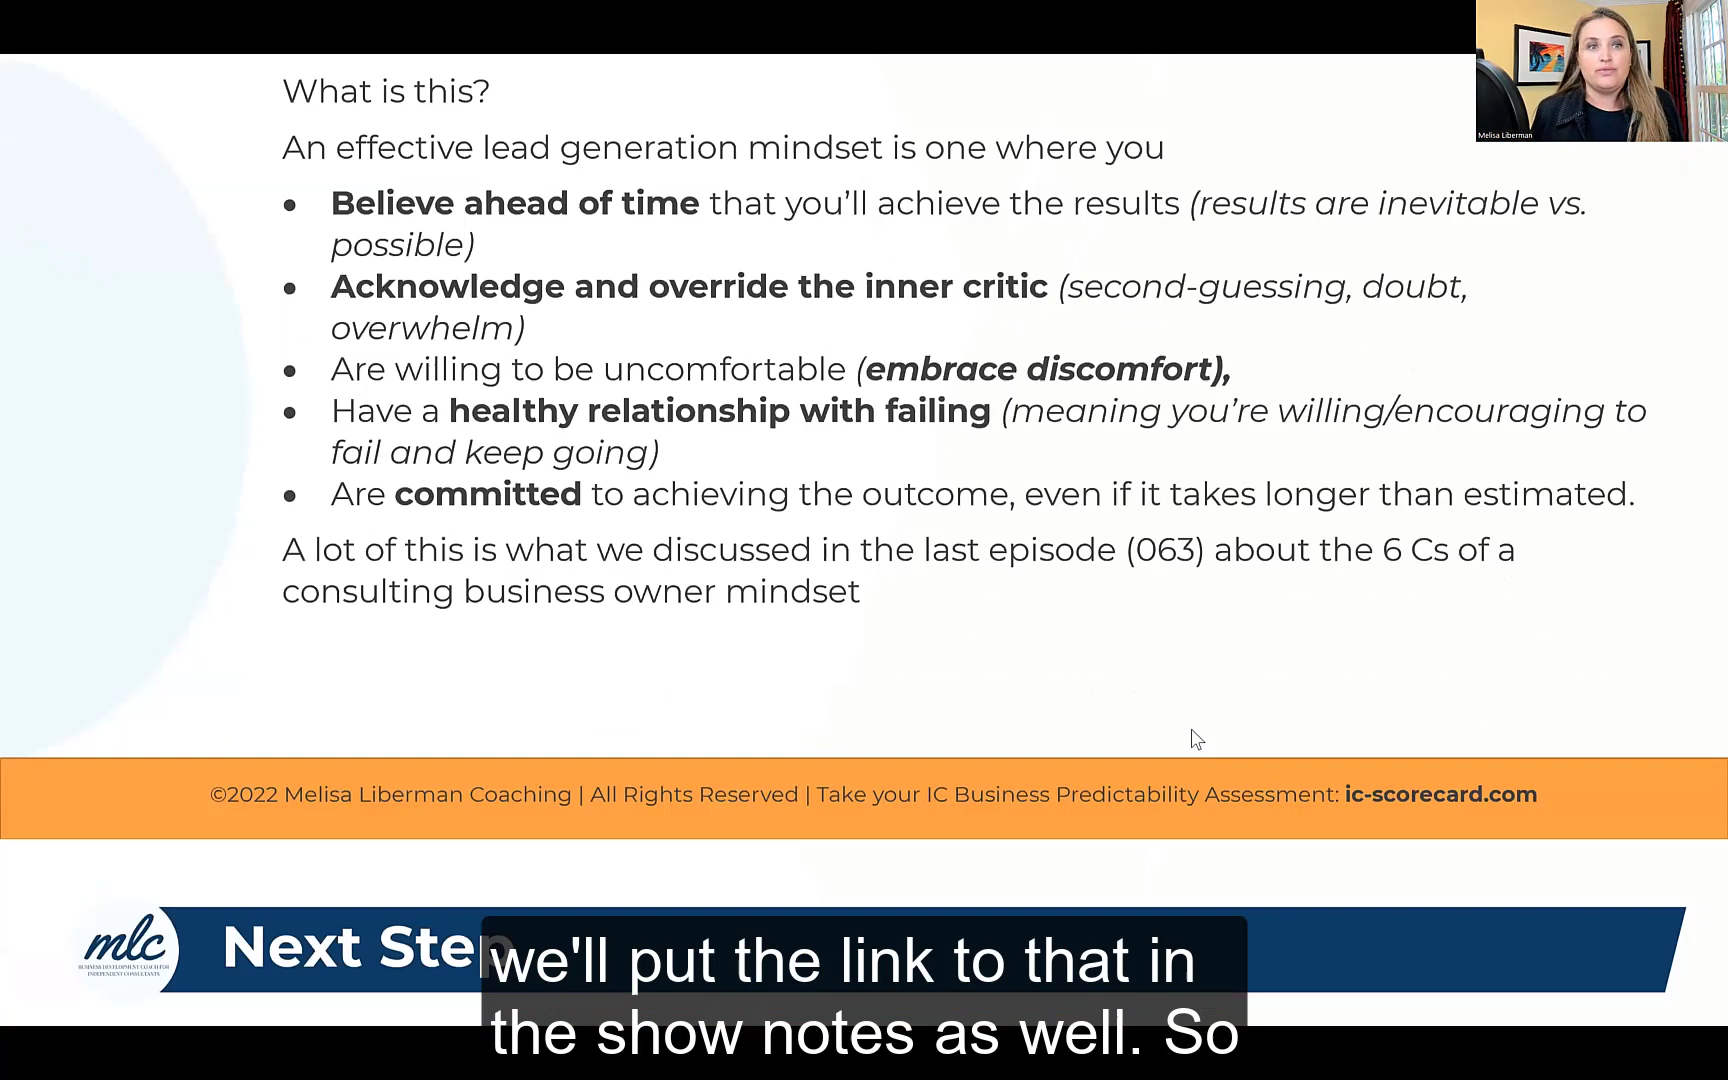 What is this?
An effective lead generation mindset is one where you
• Believe ahead of time that you’ll achieve the results (results are inevitable vs.
possible)
• Acknowledge and override the inner critic (second-guessing, doubt,
overwhelm)
• Are willing to be uncomfortable (embrace discomfort),
• Have a healthy relationship with failing (meaning you’re willing/encouraging to
fail and keep going)
• Are committed to achieving the outcome, even if it takes longer than estimated.
A lot of this is what we discussed in the last episode (063) about the 6 Cs of a
consulting business owner mindset
Melisa Liberman
©2022 Melisa Liberman Coaching | All Rights Reserved | Take your IC Business Predictability Assessment: ic-scorecard.com
mlc
BUSINESS DEVELOPMENT COACH FOR
INDEPENDENT CONSULTANTS
Next Step
we'll put the link to that in
the show notes as well. So